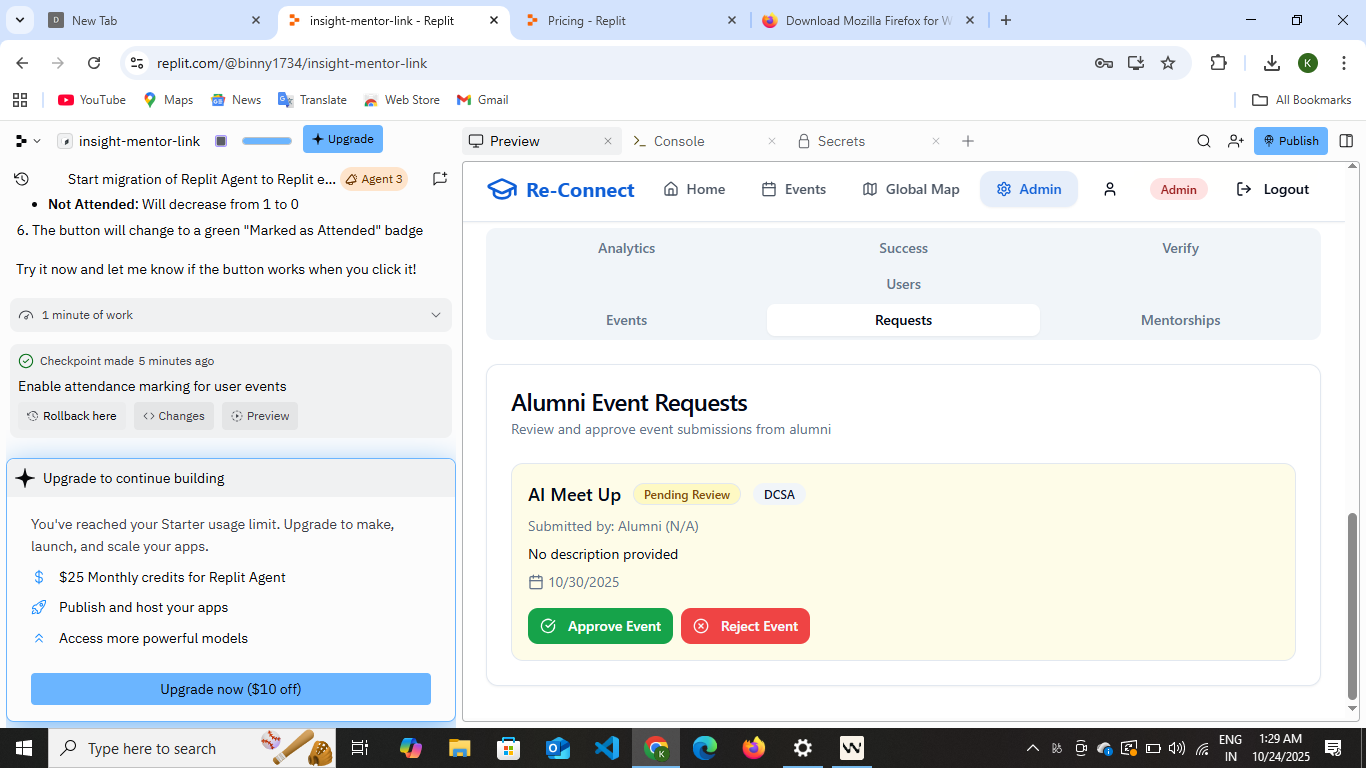 New Tab
insight-mentor-link - Replit
Pricing - Replit
Download Mozilla Firefox for W
replit.com/@binny1734/insight-mentor-link
K
YouTube
Maps
News
Translate
Web Store
Gmail
All Bookmarks
insight-mentor-link
Upgrade
Start migration of Replit Agent to Replit e...
Agent 3
• Not Attended: Will decrease from 1 to 0
6. The button will change to a green "Marked as Attended" badge
Try it now and let me know if the button works when you click it!
1 minute of work
Checkpoint made 5 minutes ago
Enable attendance marking for user events
Rollback here
Changes
Preview
Upgrade to continue building
You've reached your Starter usage limit. Upgrade to make,
launch, and scale your apps.
$25 Monthly credits for Replit Agent
Publish and host your apps
Access more powerful models
Upgrade now ($10 off)
Preview
Console
Secrets
Publish
Re-Connect
Home
Events
Global Map
Admin
Admin
Logout
Analytics
Success
Verify
Users
Events
Requests
Mentorships
Alumni Event Requests
Review and approve event submissions from alumni
AI Meet Up
Pending Review
DCSA
Submitted by: Alumni (N/A)
No description provided
10/30/2025
Approve Event
Reject Event
Type here to search
ENG
IN
1:29 AM
10/24/2025